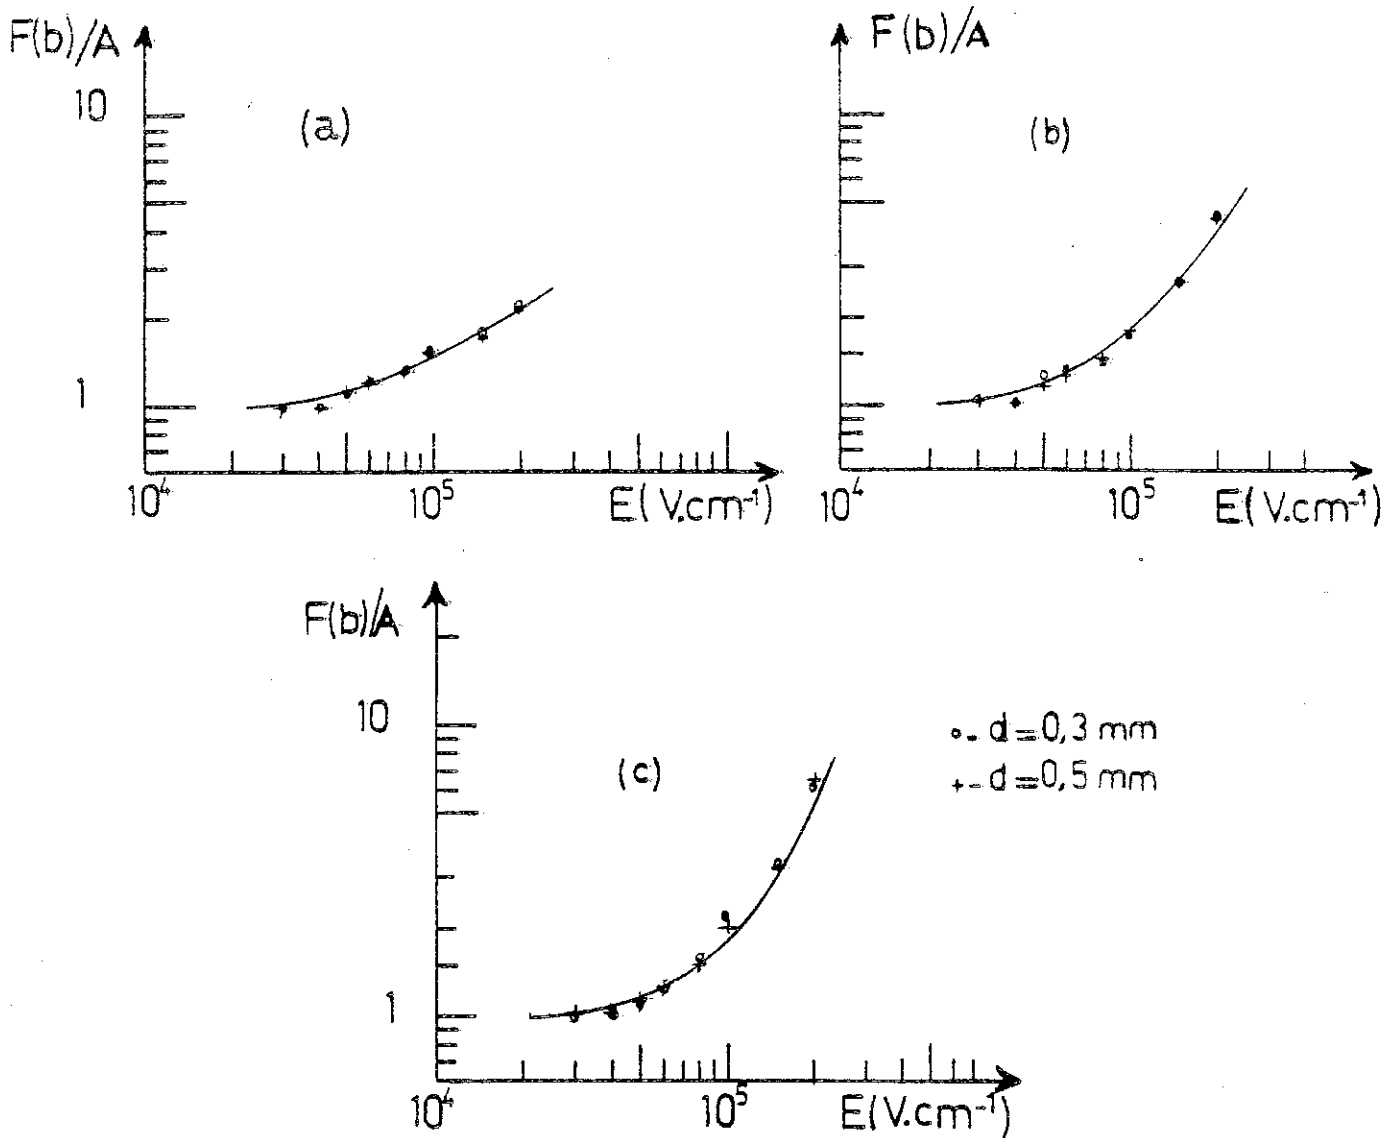 F(b)/A
10
(a)
1
10⁴
10⁵
E(V.cm⁻¹)
F(b)/A
(b)
10⁴
10⁵
E(V.cm⁻¹)
F(b)/A
10
(c)
1
10⁴
10⁵
E(V.cm⁻¹)
o- d=0,3 mm
+- d=0,5 mm